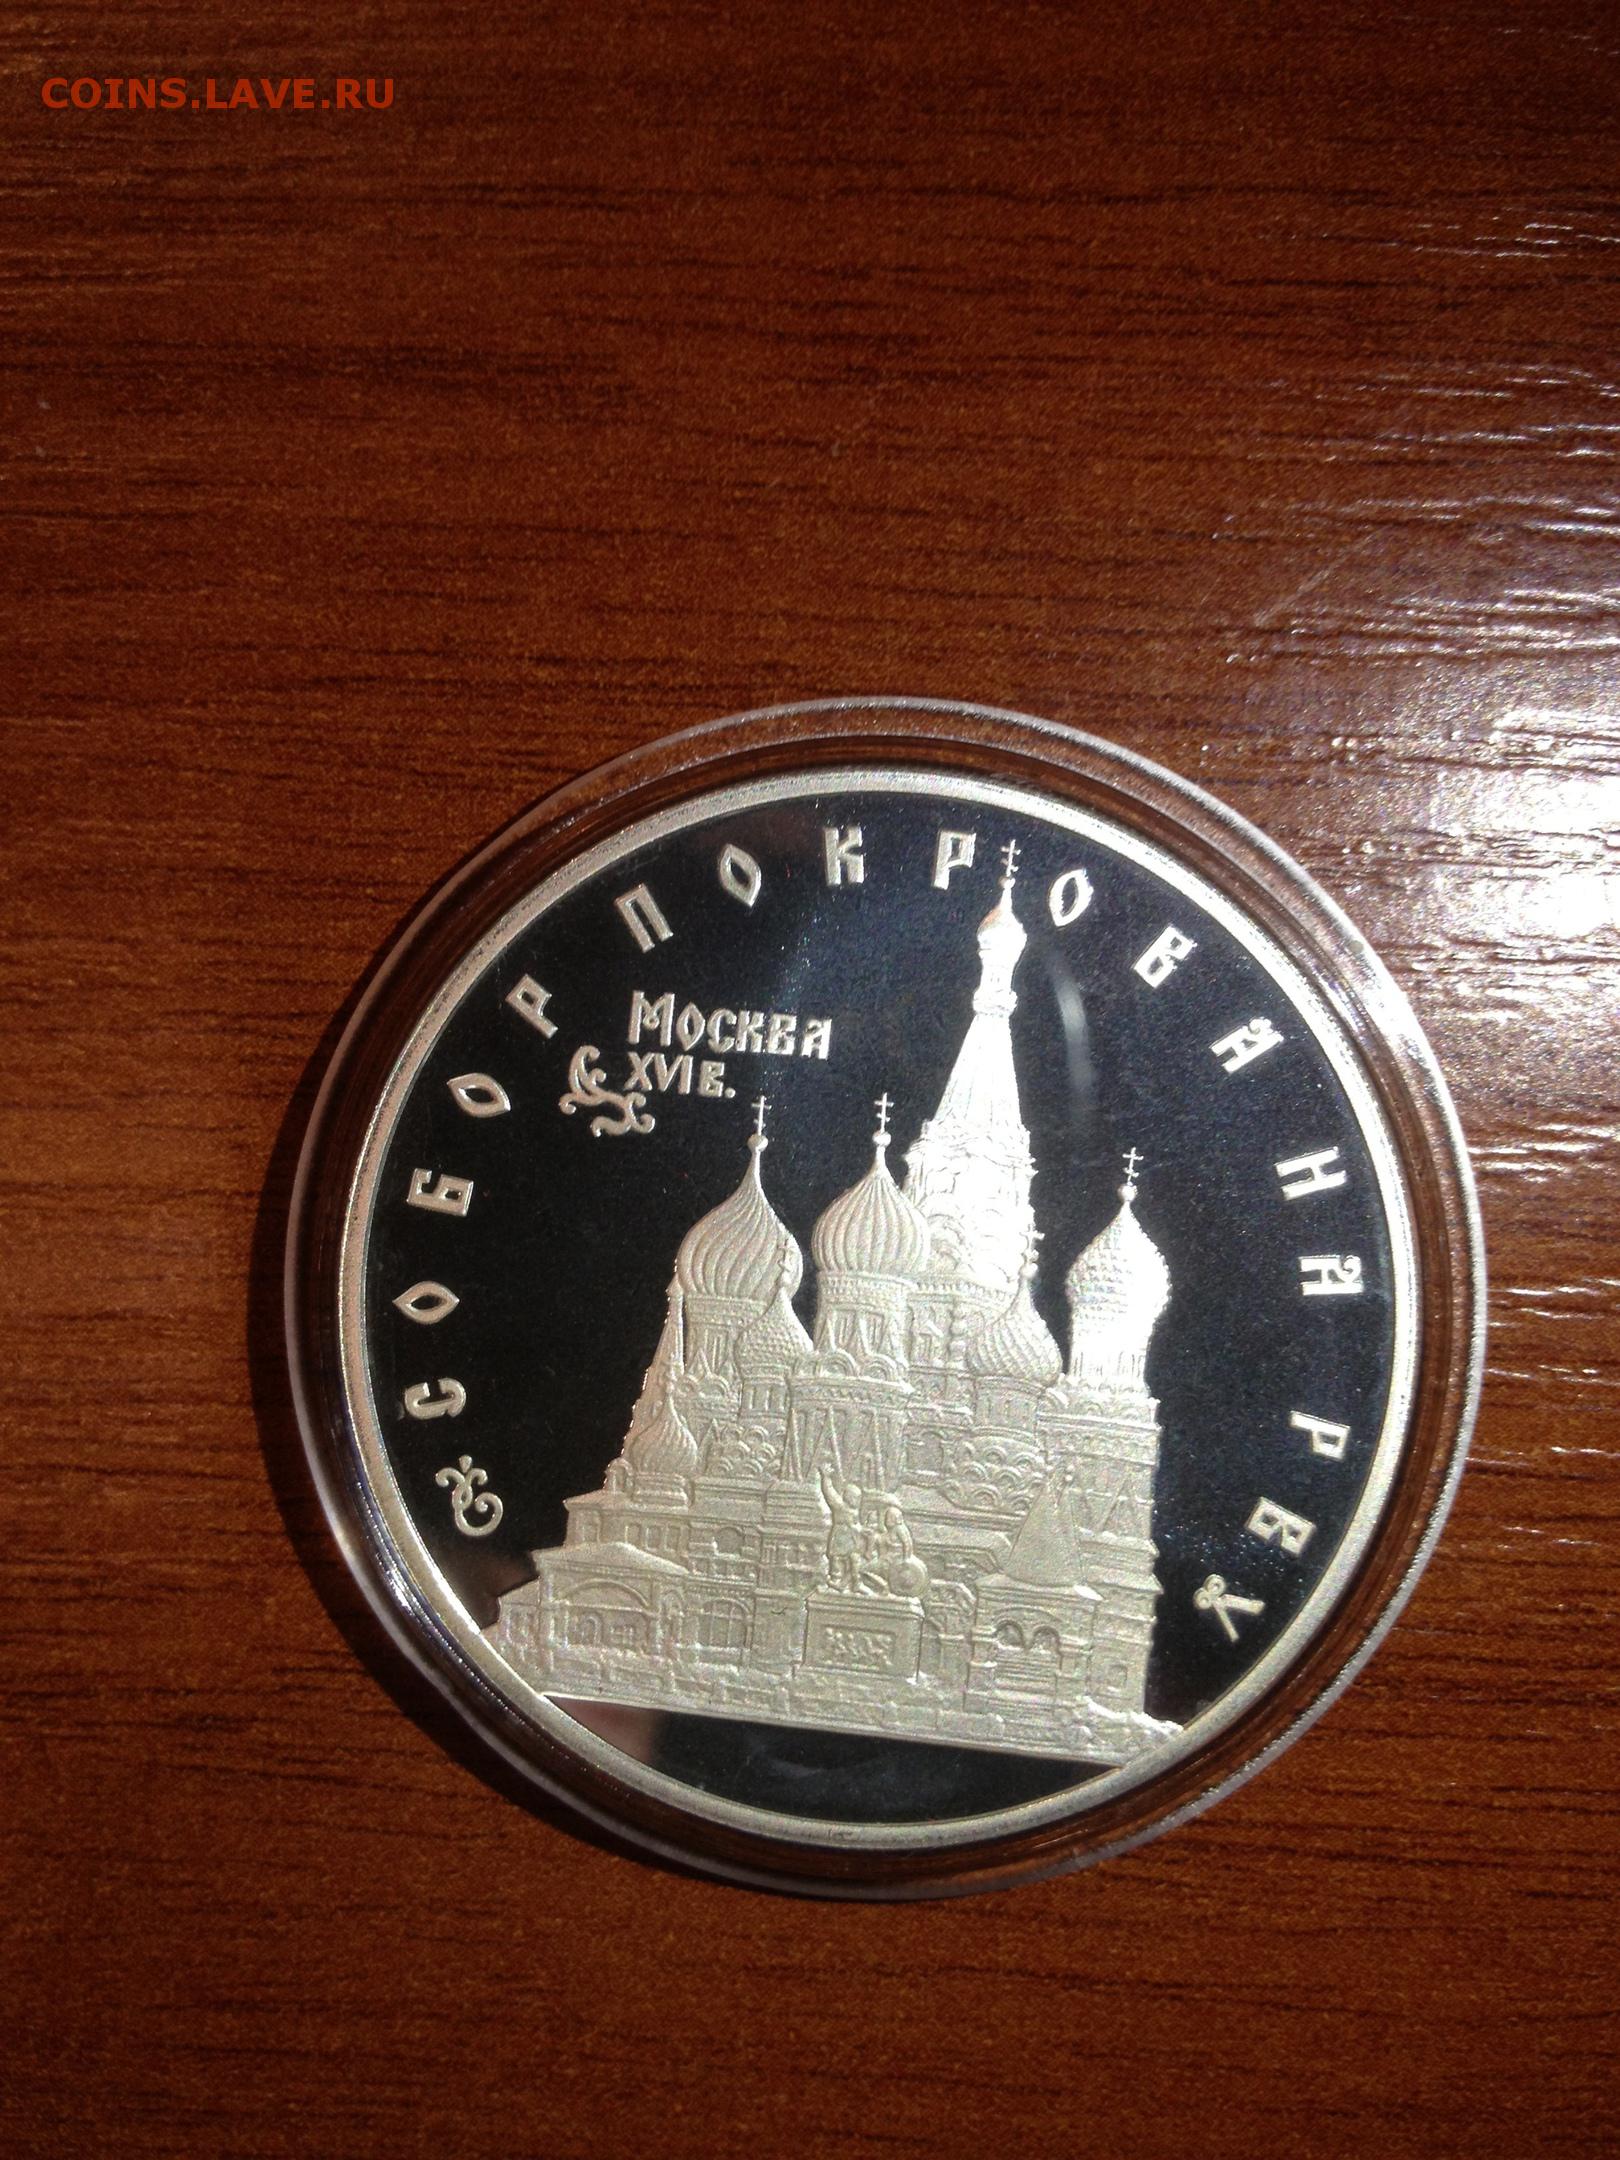 COINS.LAVE.RU
СОБОР ПОКРОВА НА РВУ
МОСКВА
XVI В.